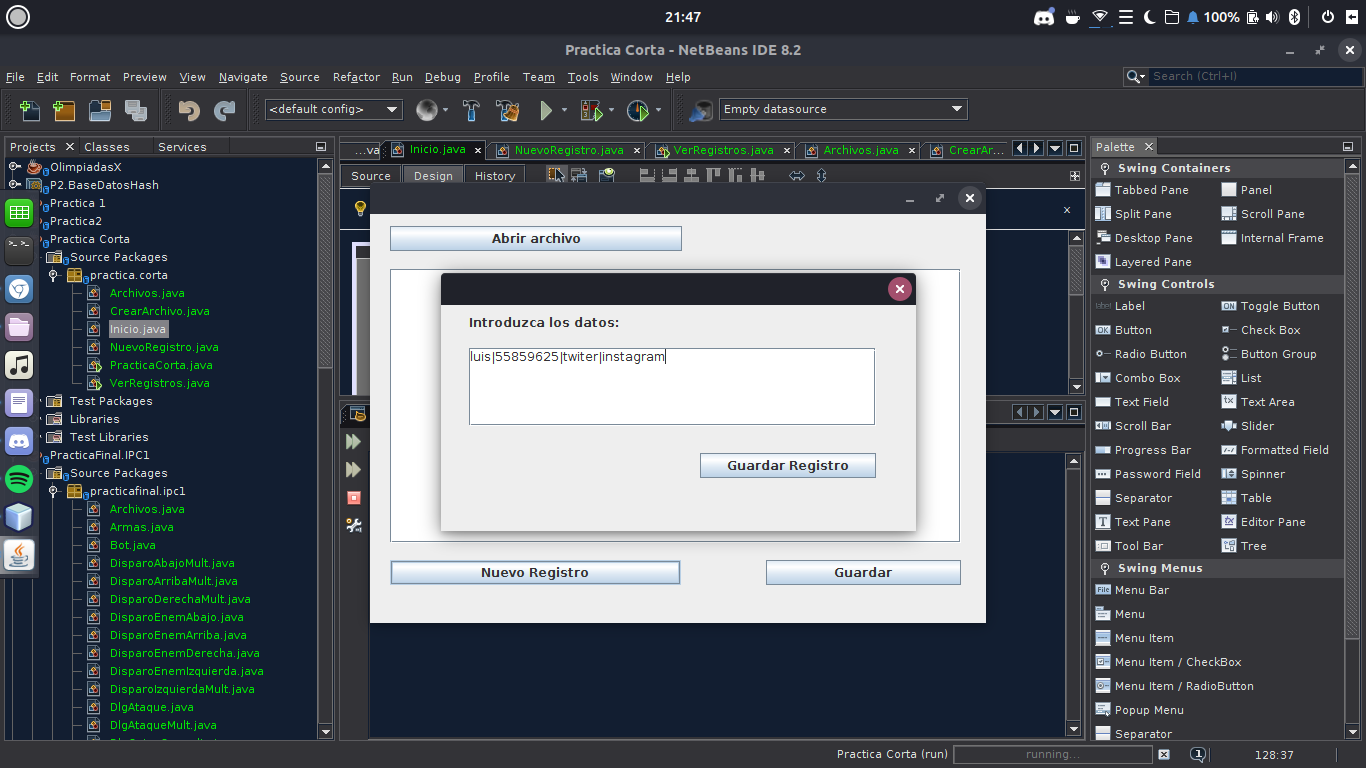 21:47
100%
Practica Corta - NetBeans IDE 8.2
File Edit Format Preview View Navigate Source Refactor Run Debug Profile Team Tools Window Help
Search (Ctrl+I)
<default config>
Empty datasource
Projects Classes Services
...va Inicio.java NuevoRegistro.java VerRegistros.java Archivos.java CrearAr...
Source Design History
OlimpiadasX
P2.BaseDatosHash
Practica 1
Practica2
Practica Corta
Source Packages
practica.corta
Archivos.java
CrearArchivo.java
Inicio.java
NuevoRegistro.java
PracticaCorta.java
VerRegistros.java
Test Packages
Libraries
Test Libraries
PracticaFinal.IPC1
Source Packages
practicafinal.ipc1
Archivos.java
Armas.java
Bot.java
DisparoAbajoMult.java
DisparoArribaMult.java
DisparoDerechaMult.java
DisparoEnemAbajo.java
DisparoEnemArriba.java
DisparoEnemDerecha.java
DisparoEnemIzquierda.java
DisparoIzquierdaMult.java
DlgAtaque.java
DlgAtaqueMult.java
Abrir archivo
Introduzca los datos:
luis|55859625|twiter|instagram
Guardar Registro
Nuevo Registro
Guardar
Palette
Swing Containers
Tabbed Pane Panel
Split Pane Scroll Pane
Desktop Pane Internal Frame
Layered Pane
Swing Controls
label Label OK Toggle Button
OK Button Check Box
Radio Button Button Group
Combo Box List
Text Field tx Text Area
Scroll Bar Slider
Progress Bar Formatted Field
Password Field Spinner
Separator Table
T Text Pane Editor Pane
Tool Bar Tree
Swing Menus
File Menu Bar
Menu
Menu Item
Menu Item / CheckBox
Menu Item / RadioButton
Popup Menu
Separator
Practica Corta (run) running... 1 128:37